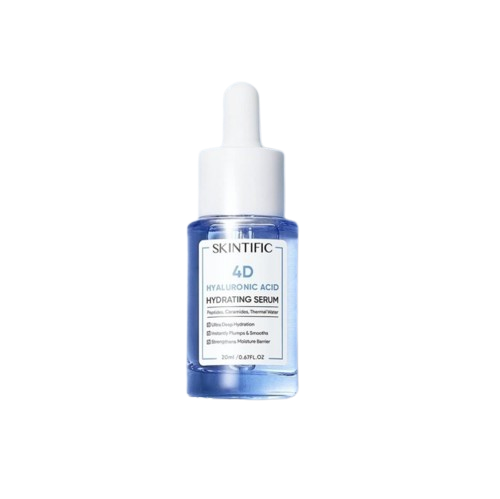 SKINTIFIC
4D
HYALURONIC ACID
HYDRATING SERUM
Peptides, Ceramides, Thermal Water
Ultra Deep Hydration
Instantly Plumps & Smooths
Strengthens Moisture Barrier
20ml / 0.67FL.OZ